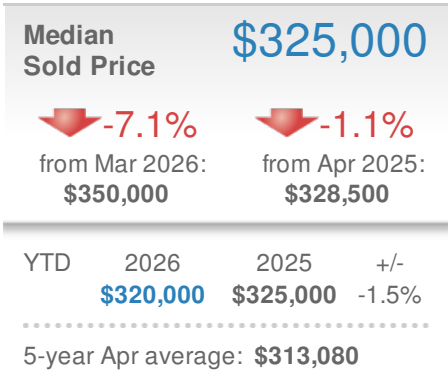 Median $325,000
Sold Price
-7.1% -1.1%
from Mar 2026: from Apr 2025:
$350,000 $328,500
YTD 2026 2025 +/-
$320,000 $325,000 -1.5%
5-year Apr average: $313,080